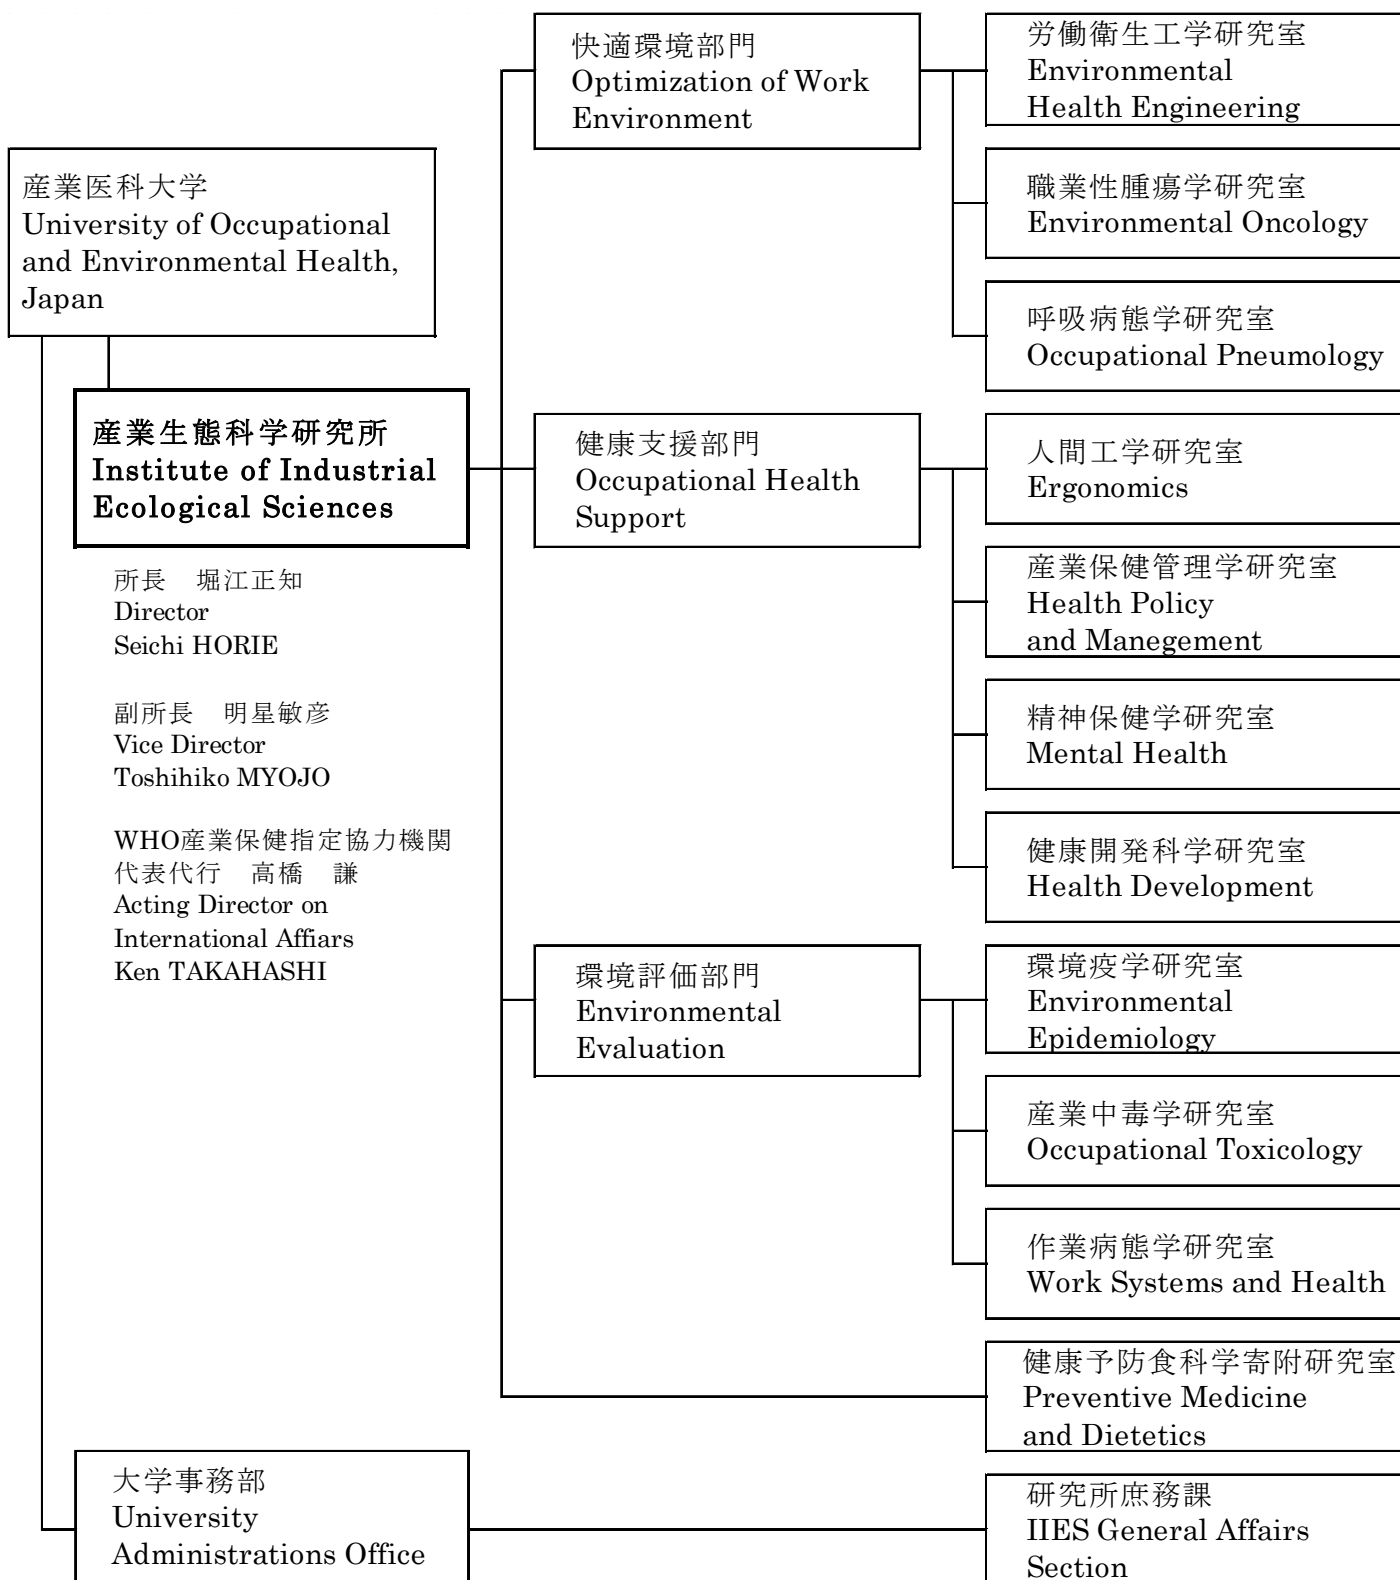 産業医科大学
University of Occupational
and Environmental Health,
Japan
産業生態科学研究所
Institute of Industrial
Ecological Sciences
所長　堀江正知
Director
Seichi HORIE
副所長　明星敏彦
Vice Director
Toshihiko MYOJO
WHO産業保健指定協力機関
代表代行　高橋　謙
Acting Director on
International Affiars
Ken TAKAHASHI
快適環境部門
Optimization of Work
Environment
労働衛生工学研究室
Environmental
Health Engineering
職業性腫瘍学研究室
Environmental Oncology
呼吸病態学研究室
Occupational Pneumology
健康支援部門
Occupational Health
Support
人間工学研究室
Ergonomics
産業保健管理学研究室
Health Policy
and Manegement
精神保健学研究室
Mental Health
健康開発科学研究室
Health Development
環境評価部門
Environmental
Evaluation
環境疫学研究室
Environmental
Epidemiology
産業中毒学研究室
Occupational Toxicology
作業病態学研究室
Work Systems and Health
健康予防食科学寄附研究室
Preventive Medicine
and Dietetics
大学事務部
University
Administrations Office
研究所庶務課
IIES General Affairs
Section